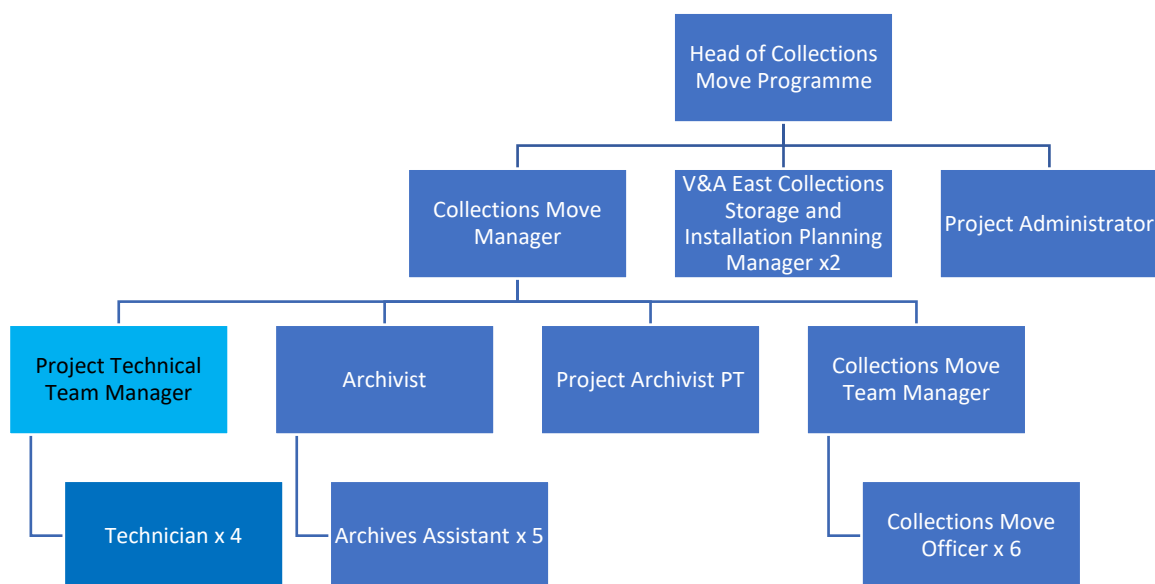 Head of Collections
Move Programme
Collections Move
Manager
V&A East Collections
Storage and
Installation Planning
Manager x2
Project Administrator
Project Technical
Team Manager
Archivist
Project Archivist PT
Collections Move
Team Manager
Technician x 4
Archives Assistant x 5
Collections Move
Officer x 6